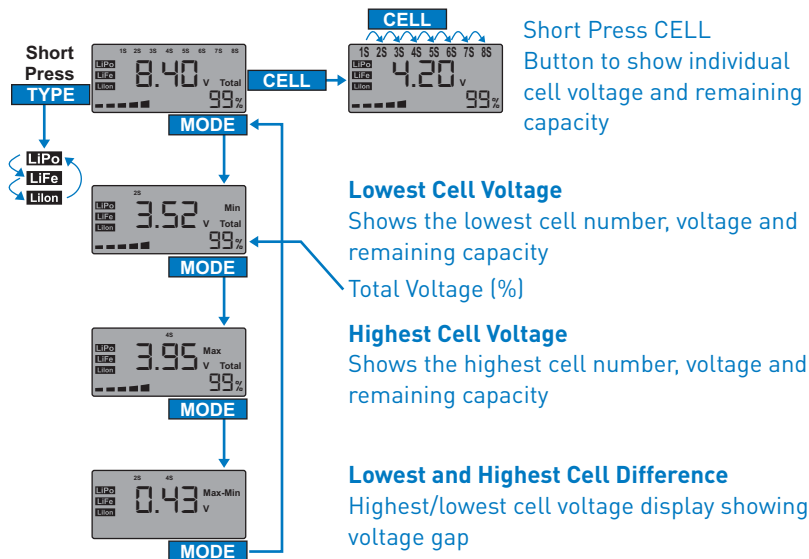 CELL
Short Press CELL
Button to show individual
cell voltage and remaining
capacity
Short
Press
TYPE
LiPo
LiFe
LiIon
1S 2S 3S 4S 5S 6S 7S 8S
LiPo
LiFe
LiIon
8.40 V Total
99%
CELL
1S 2S 3S 4S 5S 6S 7S 8S
LiPo
LiFe
LiIon
4.20 V
99%
MODE
2S
LiPo
LiFe
LiIon
3.52 Min
V Total
99%
MODE
Lowest Cell Voltage
Shows the lowest cell number, voltage and
remaining capacity
Total Voltage (%)
4S
LiPo
LiFe
LiIon
3.95 Max
V Total
99%
MODE
Highest Cell Voltage
Shows the highest cell number, voltage and
remaining capacity
2S 4S
LiPo
LiFe
LiIon
0.43 Max-Min
V
MODE
Lowest and Highest Cell Difference
Highest/lowest cell voltage display showing
voltage gap